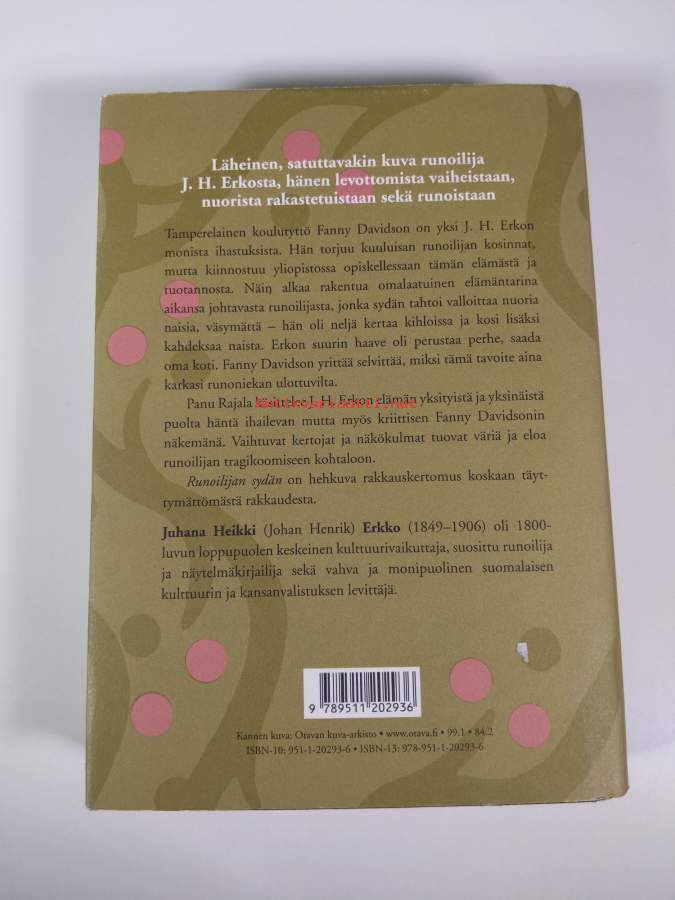 Läheinen, satuttavakin kuva runoilija
J. H. Erkosta, hänen levottomista vaiheistaan,
nuorista rakastetuistaan sekä runoistaan
Tamperelainen koulutyttö Fanny Davidson on yksi J. H. Erkon
monista ihastuksista. Hän torjuu kuuluisan runoilijan kosinnat,
mutta kiinnostuu yliopistossa opiskellessaan tämän elämästä ja
tuotannosta. Näin alkaa rakentua omalaatuinen elämäntarina
aikansa johtavasta runoilijasta, jonka sydän tahtoi valloittaa nuoria
naisia, väsymättä – hän oli neljä kertaa kihloissa ja kosi lisäksi
kahdeksaa naista. Erkon suurin haave oli perustaa perhe, saada
oma koti. Fanny Davidson yrittää selvittää, miksi tämä tavoite aina
karkasi runoniekan ulottuvilta.
Panu Rajala käsittelee J. H. Erkon elämän yksityistä ja yksinäistä
puolta häntä ihailevan mutta myös kriittisen Fanny Davidsonin
näkemänä. Vaihtuvat kertojat ja näkökulmat tuovat väriä ja eloa
runoilijan tragikoomiseen kohtaloon.
Runoilijan sydän on hehkuva rakkauskertomus koskaan täyt-
tymättömästä rakkaudesta.
Juhana Heikki (Johan Henrik) Erkko (1849–1906) oli 1800-
luvun loppupuolen keskeinen kulttuurivaikuttaja, suosittu runoilija
ja näytelmäkirjailija sekä vahva ja monipuolinen suomalaisen
kulttuurin ja kansanvalistuksen levittäjä.
9 789511 202936
Kannen kuva: Otavan kuva-arkisto • www.otava.fi • 99.1 • 84.2
ISBN-10: 951-1-20293-6 • ISBN-13: 978-951-1-20293-6